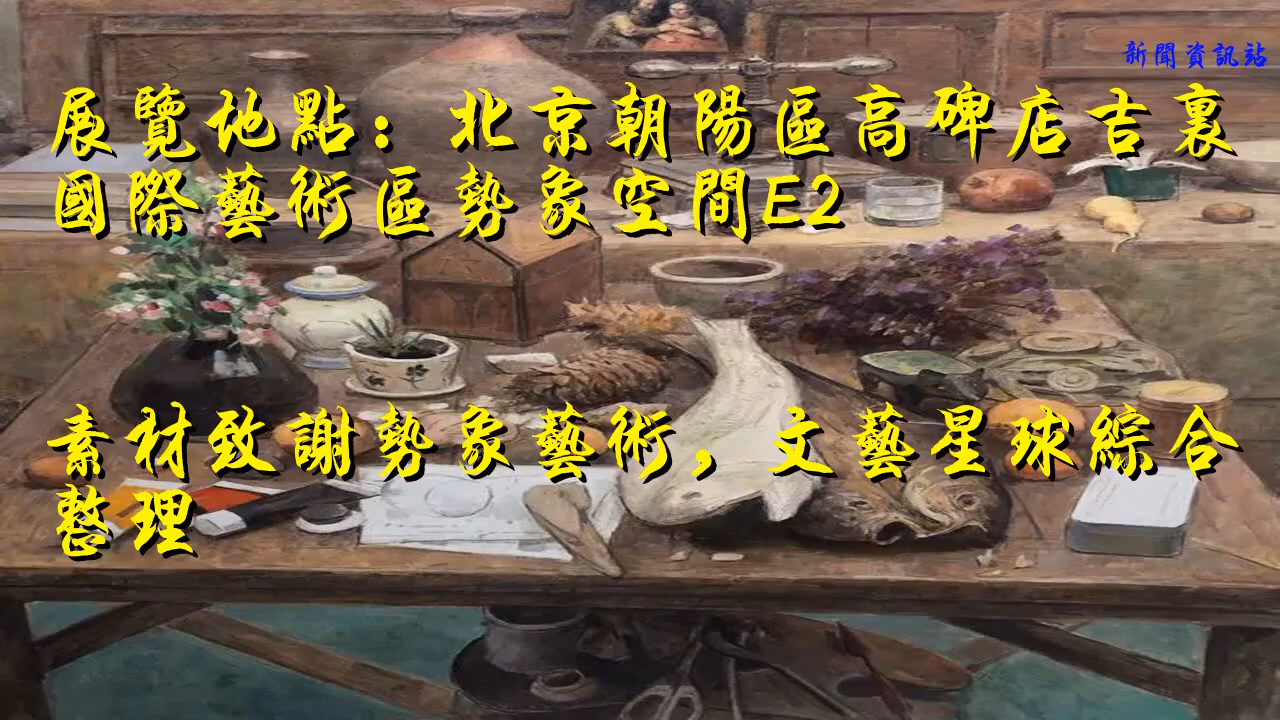 新聞資訊站
展覽地點：北京朝陽區高碑店吉裏
國際藝術區勢象空間E2
素材致謝勢象藝術，文藝星球綜合
整理